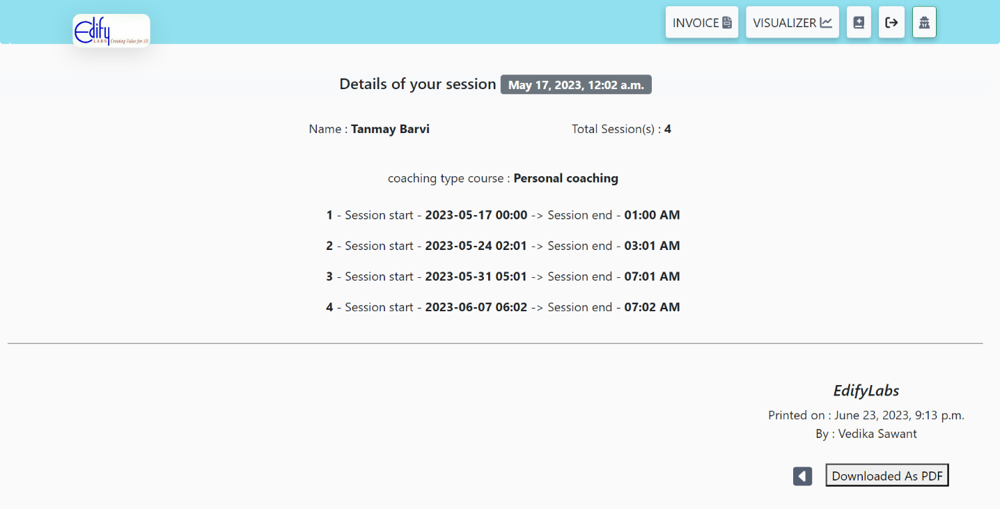 Edify
LABS Creating Value for All
INVOICE
VISUALIZER
Details of your session May 17, 2023, 12:02 a.m.
Name : Tanmay Barvi
Total Session(s) : 4
coaching type course : Personal coaching
1 - Session start - 2023-05-17 00:00 -> Session end - 01:00 AM
2 - Session start - 2023-05-24 02:01 -> Session end - 03:01 AM
3 - Session start - 2023-05-31 05:01 -> Session end - 07:01 AM
4 - Session start - 2023-06-07 06:02 -> Session end - 07:02 AM
EdifyLabs
Printed on : June 23, 2023, 9:13 p.m.
By : Vedika Sawant
Downloaded As PDF